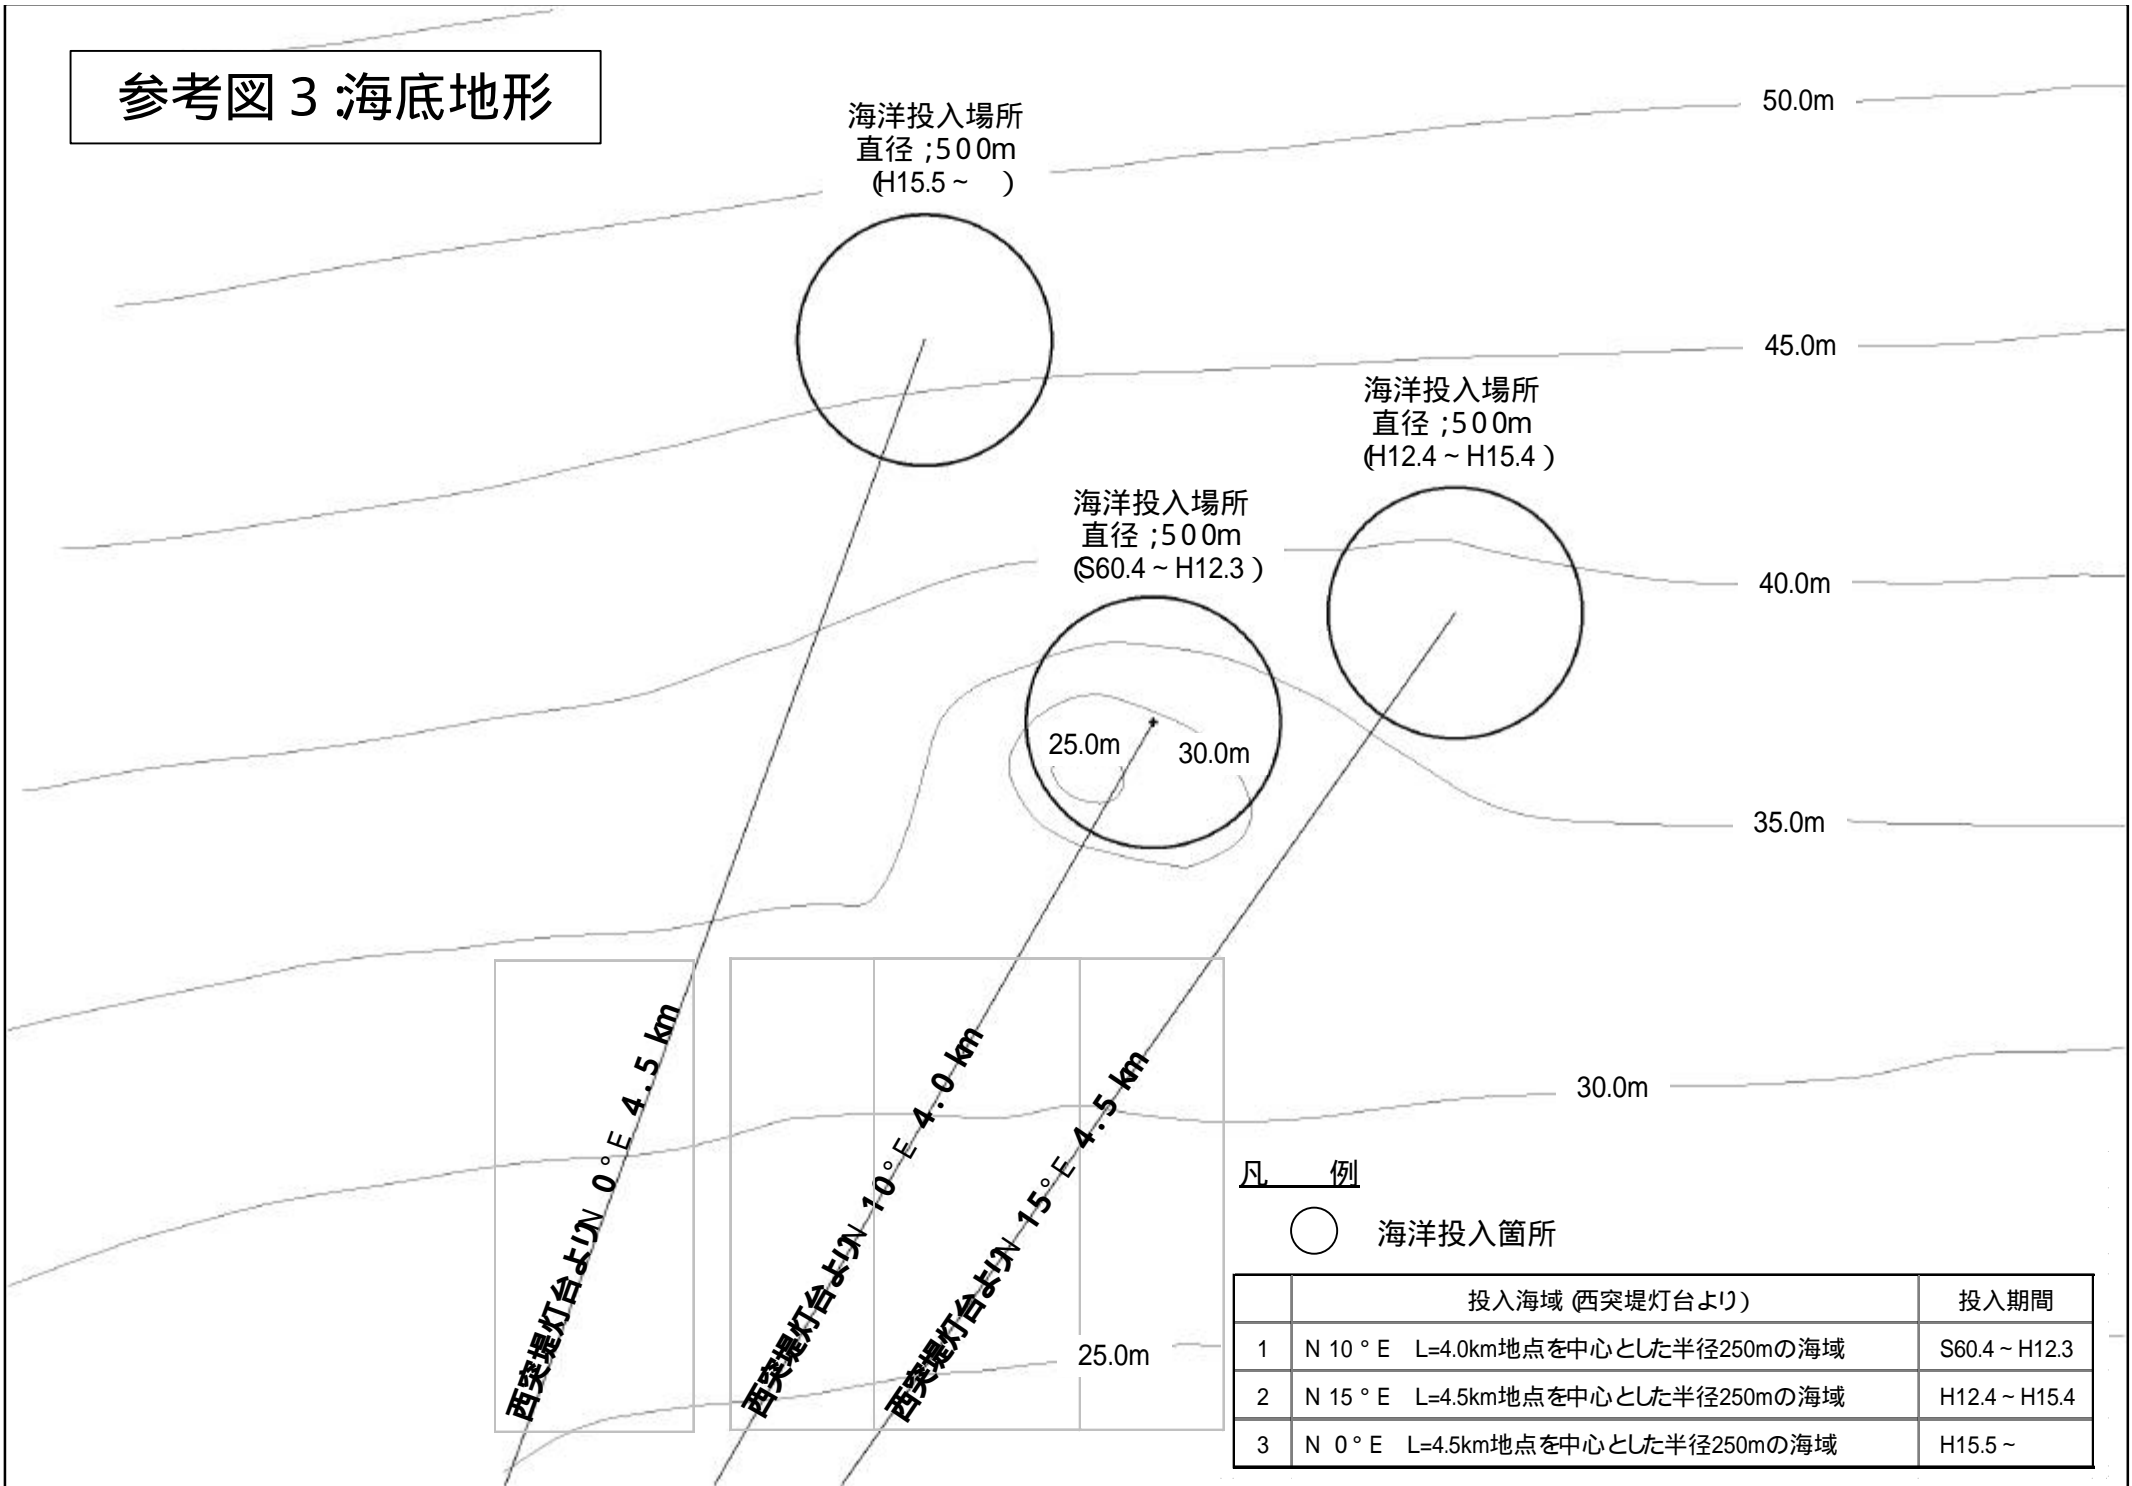 参考図3:海底地形
50.0m
海洋投入場所
直径;500m
(H15.5~ )
45.0m
海洋投入場所
直径;500m
(H12.4~H15.4)
海洋投入場所
直径;500m
(S60.4~H12.3)
40.0m
25.0m
30.0m
35.0m
西突堤灯台よりN 0°E 4.5km
西突堤灯台よりN 10°E 4.0km
西突堤灯台よりN 15°E 4.5km
30.0m
25.0m
凡 例
海洋投入箇所
投入海域(西突堤灯台より) 投入期間
1 N 10°E L=4.0km地点を中心とした半径250mの海域 S60.4~H12.3
2 N 15°E L=4.5km地点を中心とした半径250mの海域 H12.4~H15.4
3 N 0°E L=4.5km地点を中心とした半径250mの海域 H15.5~